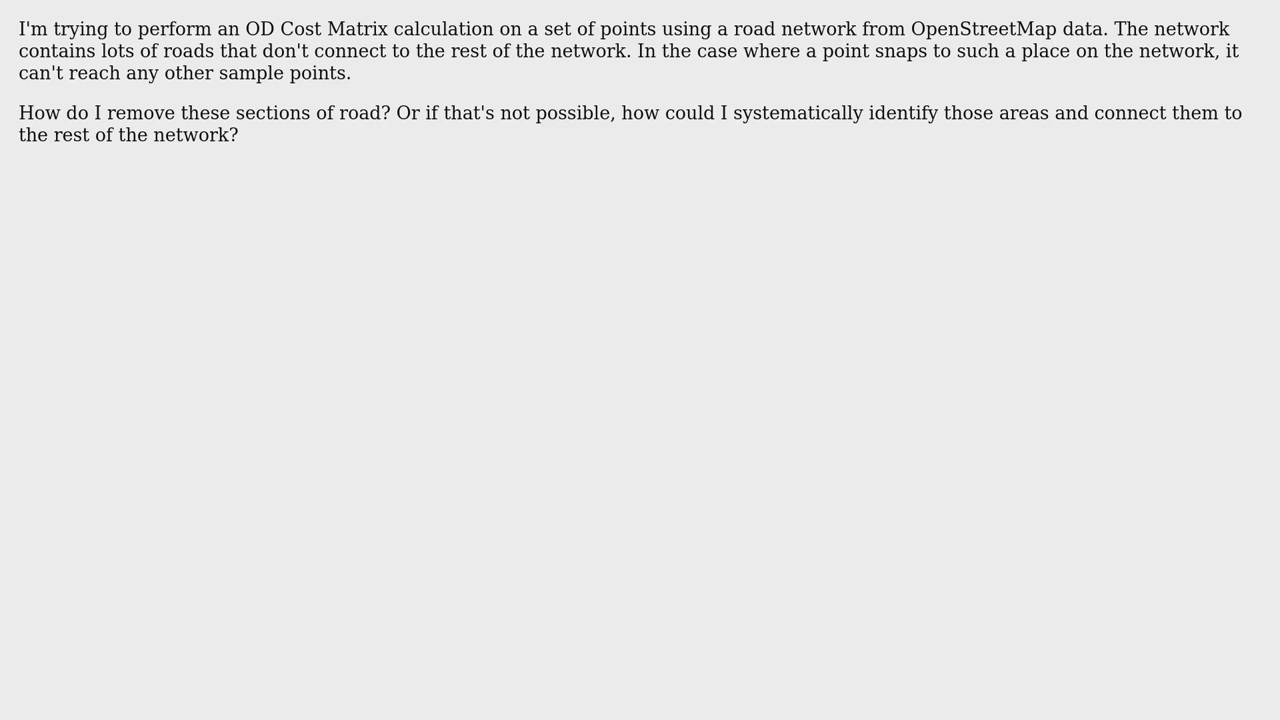 I'm trying to perform an OD Cost Matrix calculation on a set of points using a road network from OpenStreetMap data. The network
contains lots of roads that don't connect to the rest of the network. In the case where a point snaps to such a place on the network, it
can't reach any other sample points.
How do I remove these sections of road? Or if that's not possible, how could I systematically identify those areas and connect them to
the rest of the network?